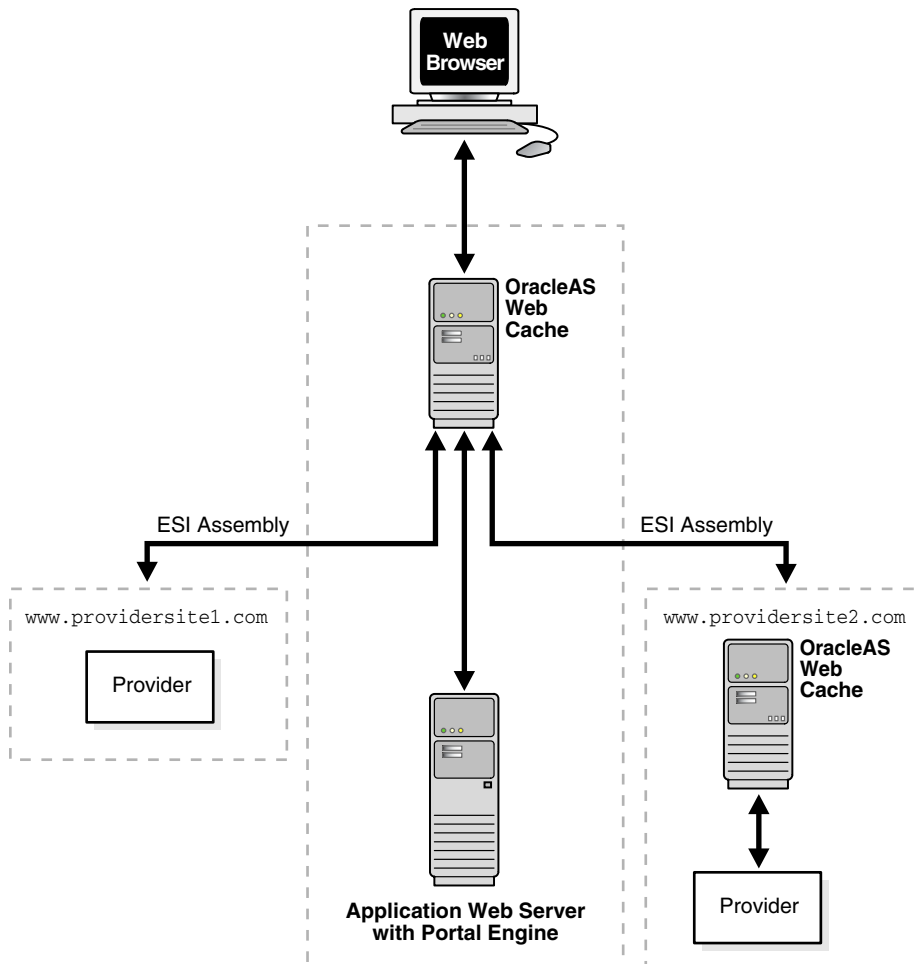 Web
Browser
OracleAS
Web
Cache
ESI Assembly
ESI Assembly
www.providersite1.com
Provider
www.providersite2.com
OracleAS
Web
Cache
Provider
Application Web Server
with Portal Engine